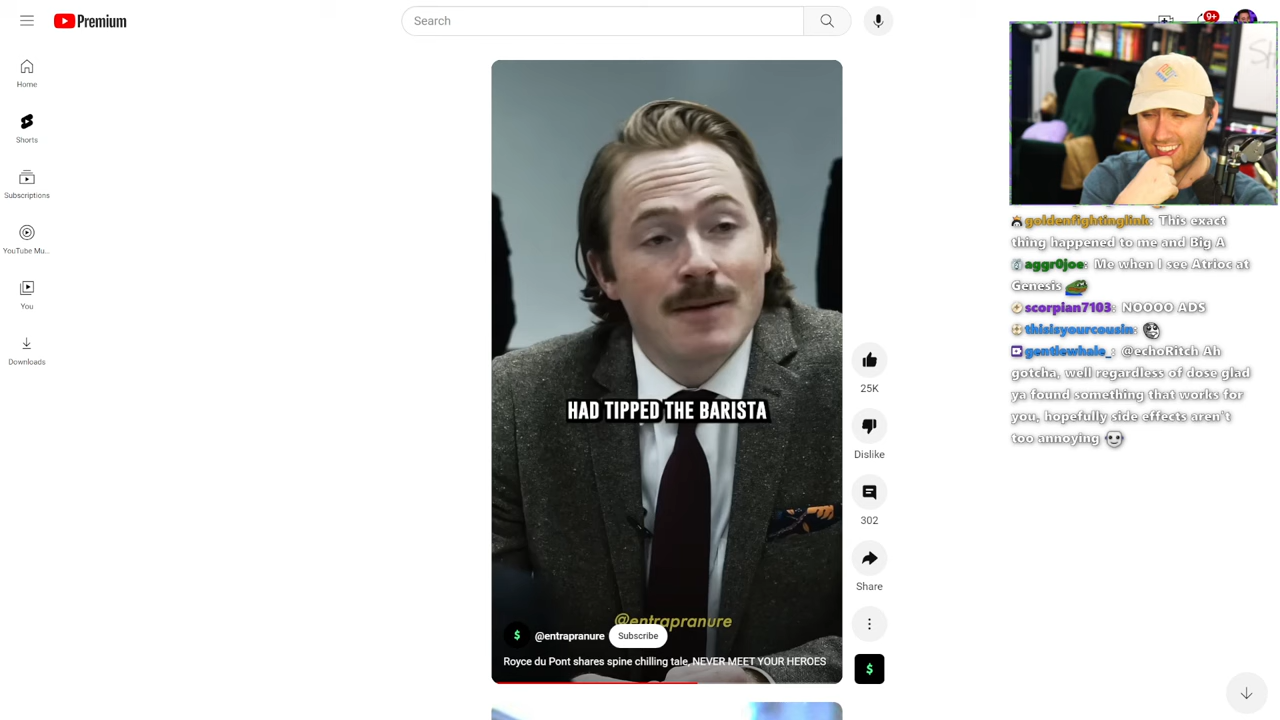 Premium
Search
9+
Home
Shorts
Subscriptions
YouTube Mu...
You
Downloads
HAD TIPPED THE BARISTA
@entrapranure
$ @entrapranure Subscribe
Royce du Pont shares spine chilling tale, NEVER MEET YOUR HEROES
25K
Dislike
302
Share
$
goldenfightinglink: This exact
thing happened to me and Big A
aggr0joe: Me when I see Atrioc at
Genesis
scorpian7103: NOOOO ADS
thisisyourcousin:
gentlewhale_: @echoRitch Ah
gotcha, well regardless of dose glad
ya found something that works for
you, hopefully side effects aren't
too annoying